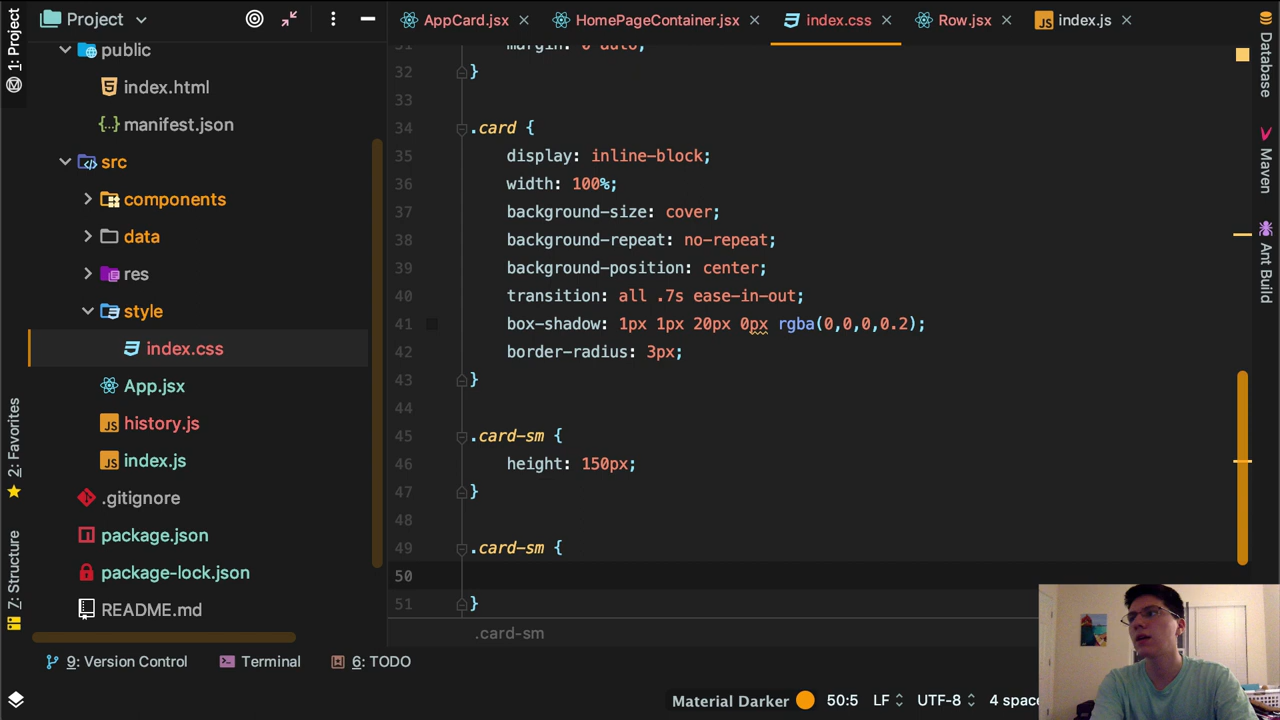 1: Project
2: Favorites
7: Structure
Project
public
index.html
manifest.json
src
components
data
res
style
index.css
App.jsx
history.js
index.js
.gitignore
package.json
package-lock.json
README.md
AppCard.jsx
HomePageContainer.jsx
index.css
Row.jsx
index.js
31 margin: 0 auto;
32 }
33
34 .card {
35 display: inline-block;
36 width: 100%;
37 background-size: cover;
38 background-repeat: no-repeat;
39 background-position: center;
40 transition: all .7s ease-in-out;
41 box-shadow: 1px 1px 20px 0px rgba(0,0,0,0.2);
42 border-radius: 3px;
43 }
44
45 .card-sm {
46 height: 150px;
47 }
48
49 .card-sm {
50
51 }
.card-sm
Database
Maven
Ant Build
9: Version Control
Terminal
6: TODO
Material Darker
50:5
LF
UTF-8
4